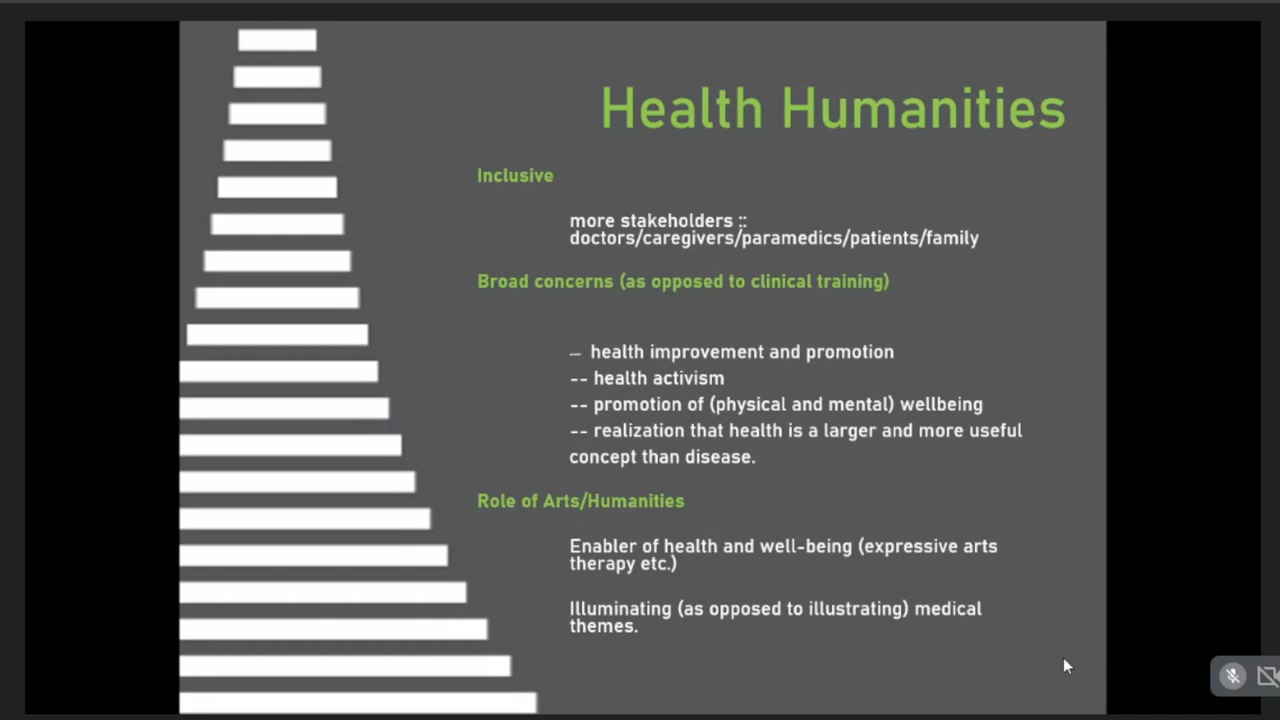 Health Humanities
Inclusive
more stakeholders ::
doctors/caregivers/paramedics/patients/family
Broad concerns (as opposed to clinical training)
– health improvement and promotion
-- health activism
-- promotion of (physical and mental) wellbeing
-- realization that health is a larger and more useful
concept than disease.
Role of Arts/Humanities
Enabler of health and well-being (expressive arts
therapy etc.)
Illuminating (as opposed to illustrating) medical
themes.